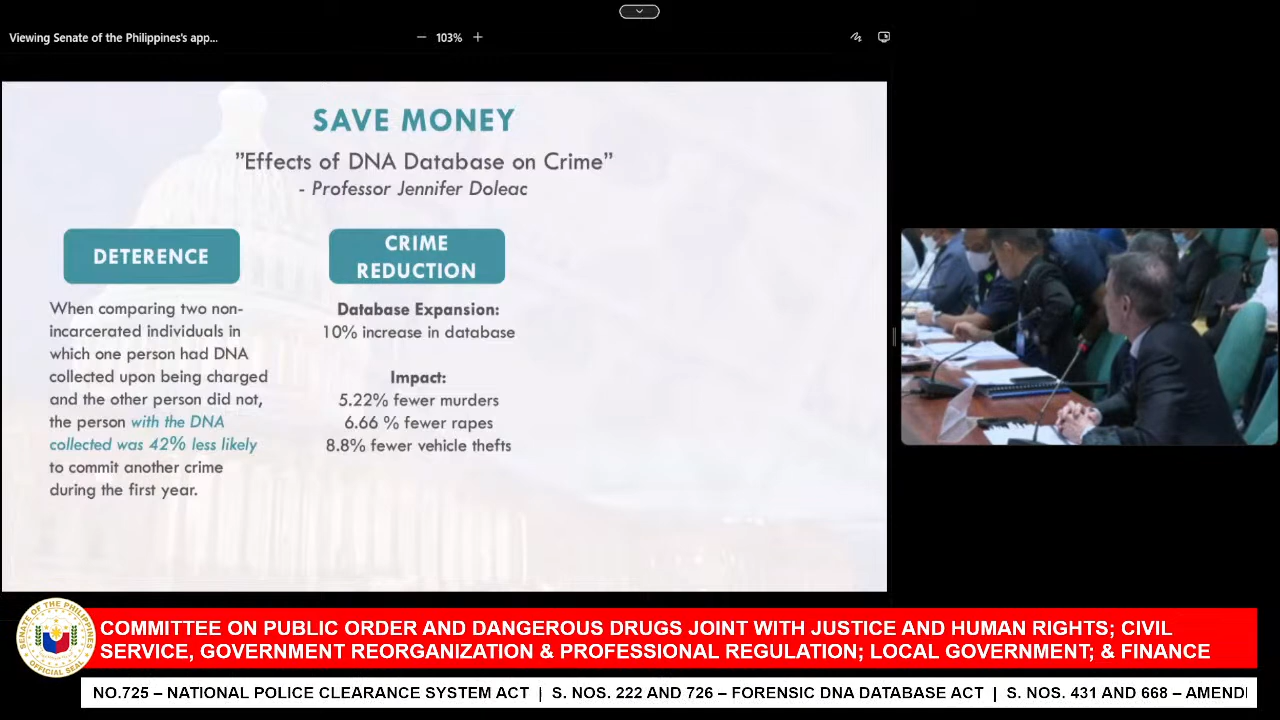 Viewing Senate of the Philippines's app...
− 103% +
SAVE MONEY
”Effects of DNA Database on Crime”
- Professor Jennifer Doleac
DETERENCE
When comparing two non-
incarcerated individuals in
which one person had DNA
collected upon being charged
and the other person did not,
the person with the DNA
collected was 42% less likely
to commit another crime
during the first year.
CRIME
REDUCTION
Database Expansion:
10% increase in database
Impact:
5.22% fewer murders
6.66 % fewer rapes
8.8% fewer vehicle thefts
SENATE OF THE PHILIPPINES
OFFICIAL SEAL
COMMITTEE ON PUBLIC ORDER AND DANGEROUS DRUGS JOINT WITH JUSTICE AND HUMAN RIGHTS; CIVIL
SERVICE, GOVERNMENT REORGANIZATION & PROFESSIONAL REGULATION; LOCAL GOVERNMENT; & FINANCE
NO.725 – NATIONAL POLICE CLEARANCE SYSTEM ACT | S. NOS. 222 AND 726 – FORENSIC DNA DATABASE ACT | S. NOS. 431 AND 668 – AMENDI